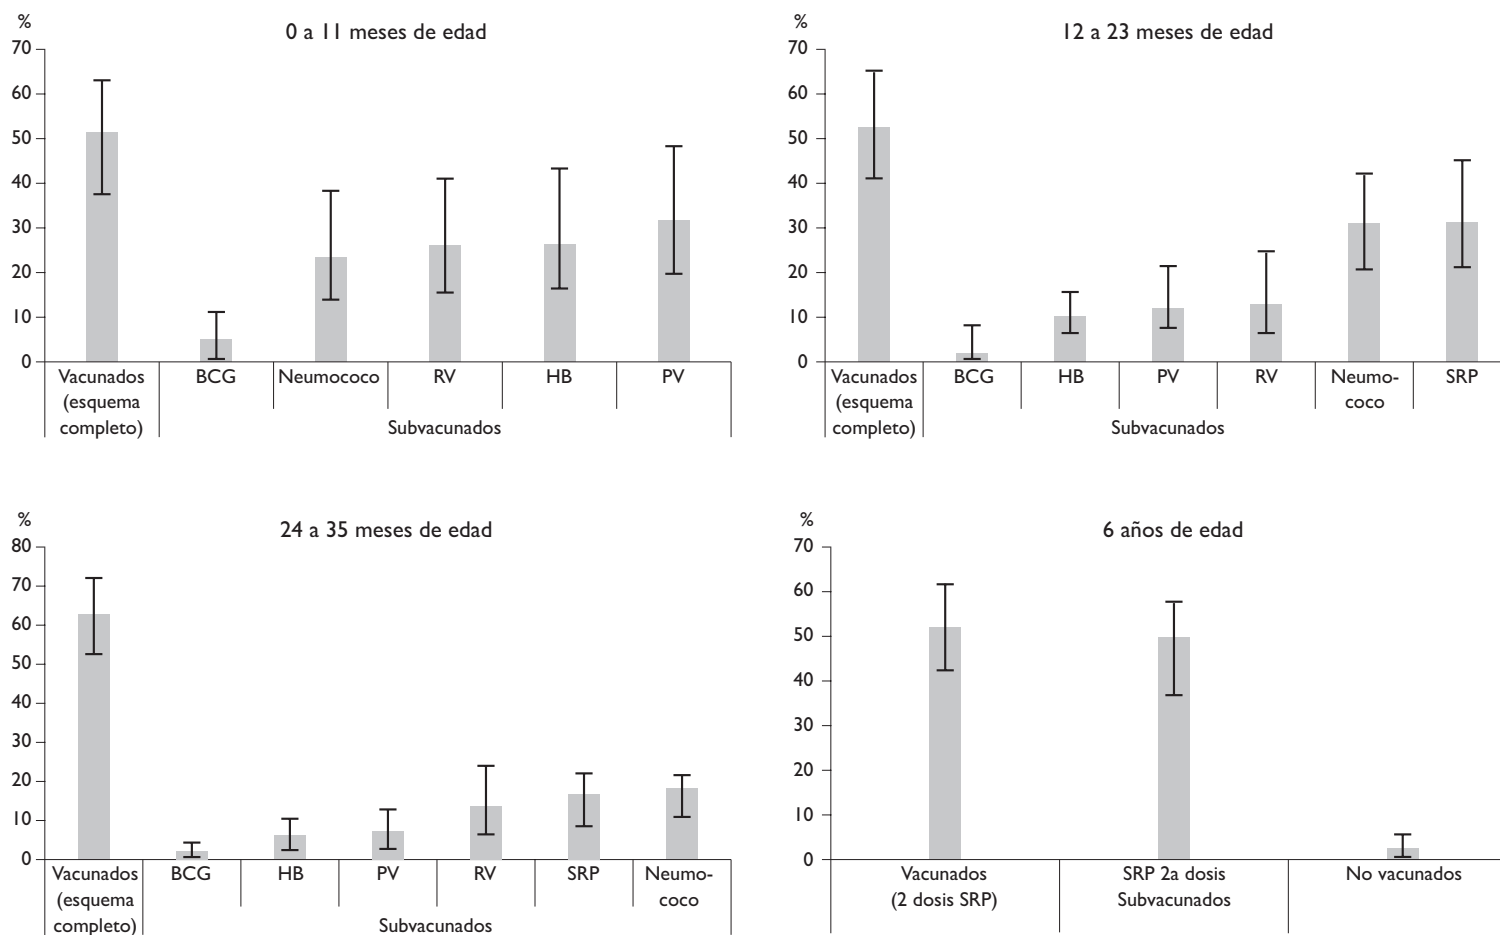 %
0 a 11 meses de edad
70
60
50
40
30
20
10
0
Vacunados
(esquema
completo)
BCG
Neumococo
RV
HB
PV
Subvacunados
%
12 a 23 meses de edad
70
60
50
40
30
20
10
0
Vacunados
(esquema
completo)
BCG
HB
PV
RV
Neumo-
coco
SRP
Subvacunados
%
24 a 35 meses de edad
80
70
60
50
40
30
20
10
0
Vacunados
(esquema
completo)
BCG
HB
PV
RV
SRP
Neumo-
coco
Subvacunados
%
6 años de edad
70
60
50
40
30
20
10
0
Vacunados
(2 dosis SRP)
SRP 2a dosis
Subvacunados
No vacunados